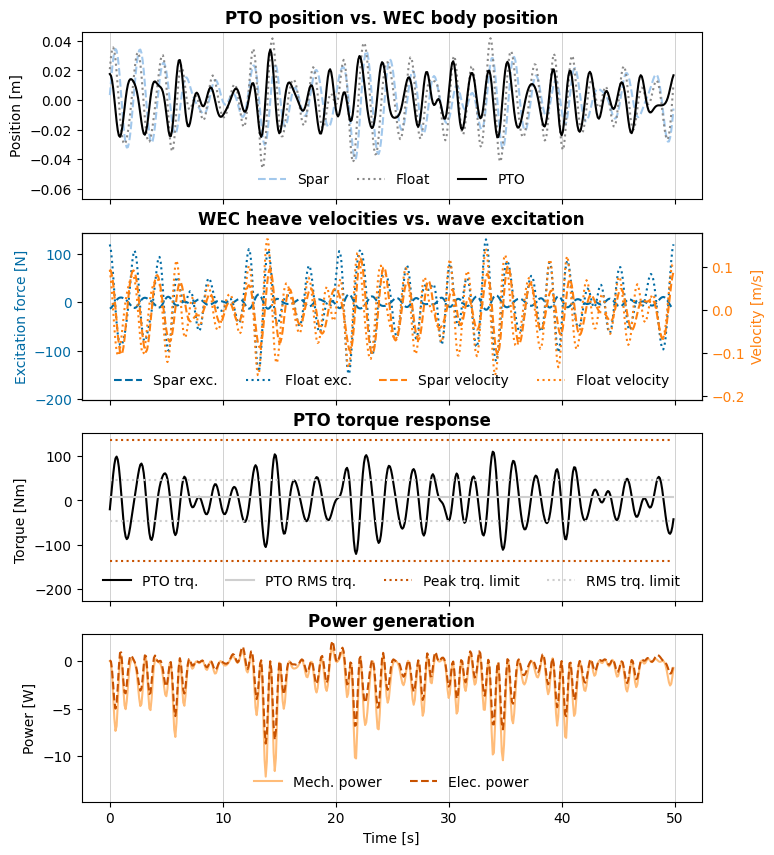 PTO position vs. WEC body position
Position [m]
0.04
0.02
0.00
−0.02
−0.04
−0.06
Spar Float PTO
WEC heave velocities vs. wave excitation
Excitation force [N]
100
0
−100
−200
0.1
0.0
−0.1
−0.2
Velocity [m/s]
Spar exc. Float exc. Spar velocity Float velocity
PTO torque response
Torque [Nm]
100
0
−100
−200
PTO trq. PTO RMS trq. Peak trq. limit RMS trq. limit
Power generation
Power [W]
0
−5
−10
Mech. power Elec. power
0 10 20 30 40 50
Time [s]